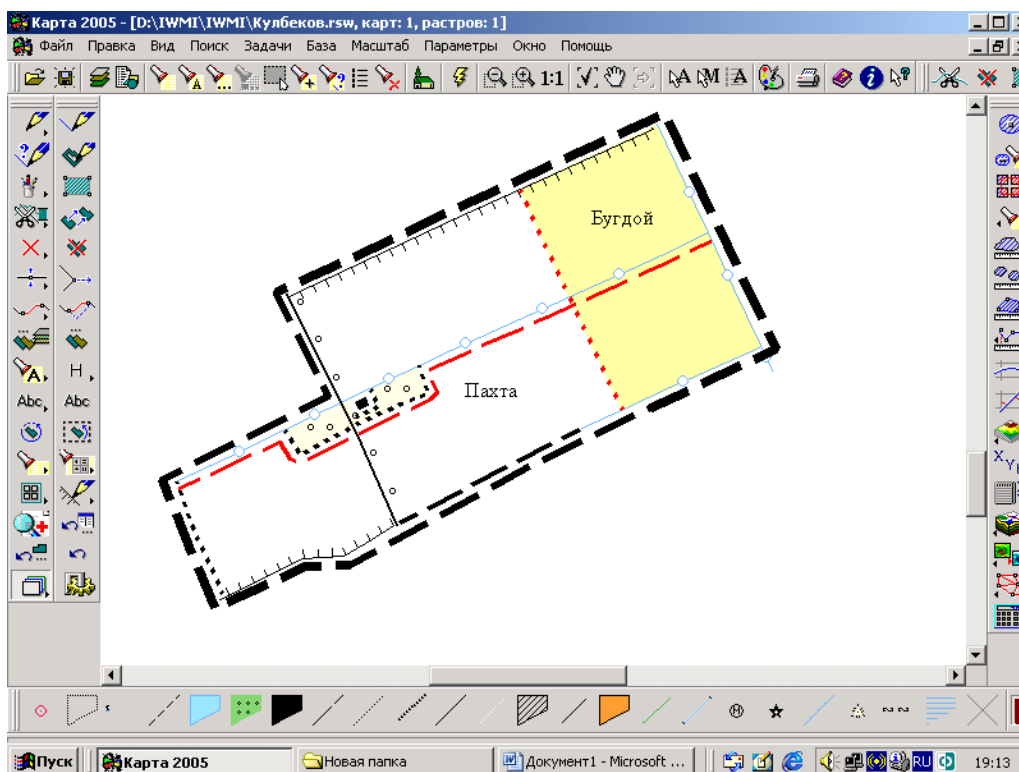 Карта 2005 - [D:\IWMI\IWMI\Кулбеков.rsw, карт: 1, растров: 1]
Файл Правка Вид Поиск Задачи База Масштаб Параметры Окно Помощь
1:1
Бугдой
Пахта
Abc
Abc
H
Пуск
Карта 2005
Новая папка
Документ1 - Microsoft ...
RU
19:13